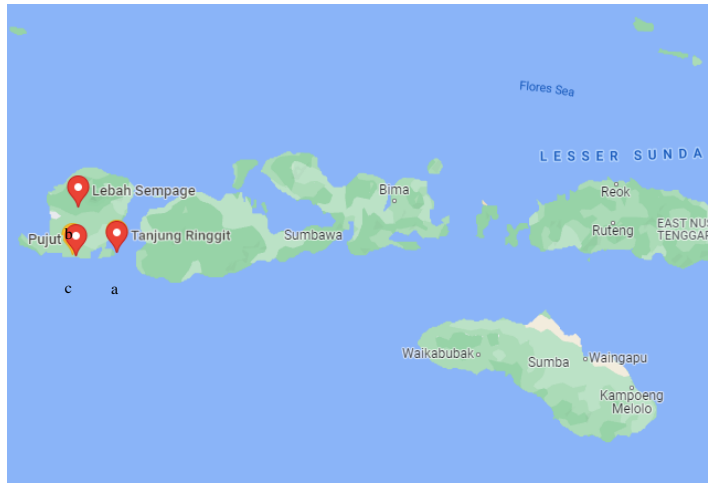 Flores Sea
LESSER SUNDA
Lebah Sempage
Bima
Reok
Pujut
b
Tanjung Ringgit
Sumbawa
Ruteng
EAST NUS
TENGGAR
c
a
Waikabubak
Sumba
Waingapu
Kampoeng
Melolo